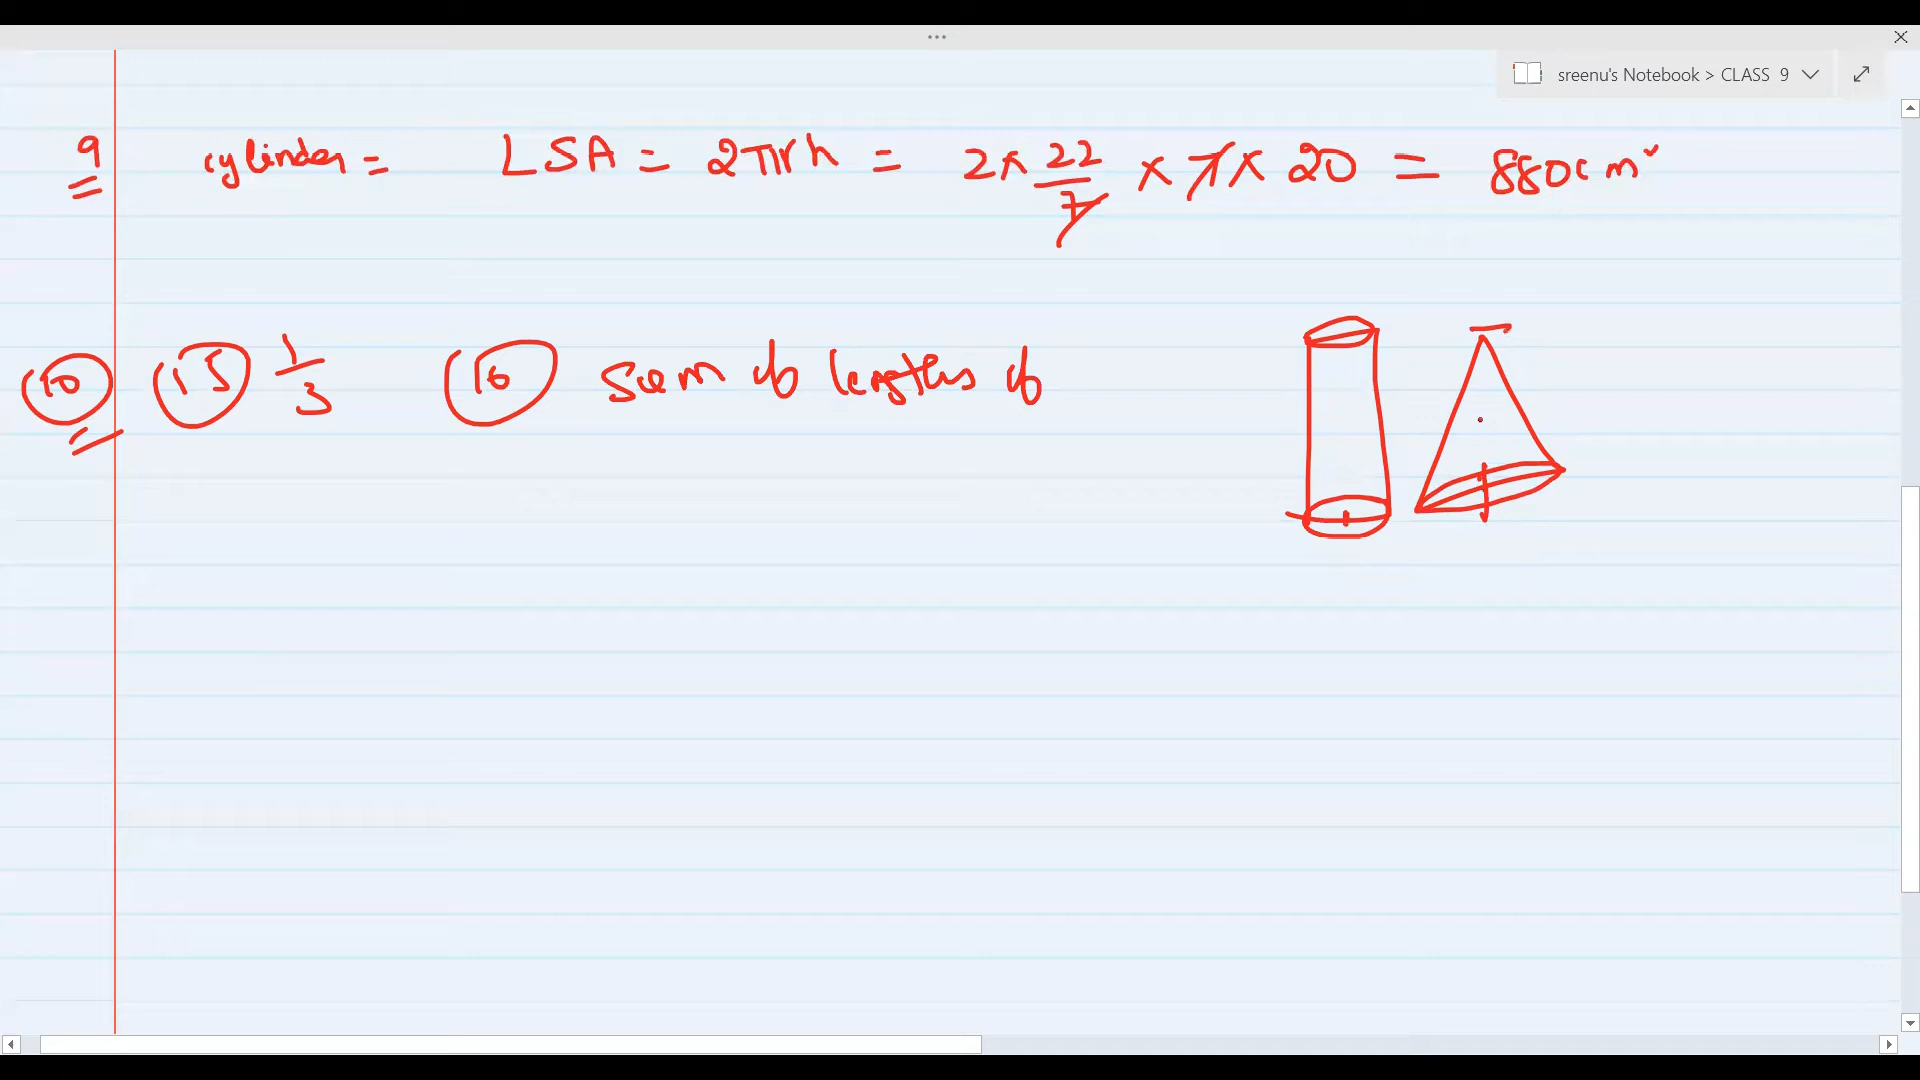 sreenu's Notebook > CLASS 9
9 cylinder = LSA = 2πrh = 2 x 22/7 x 7 x 20 = 880cm²
10 15 1/3 16 Sum of lengths of